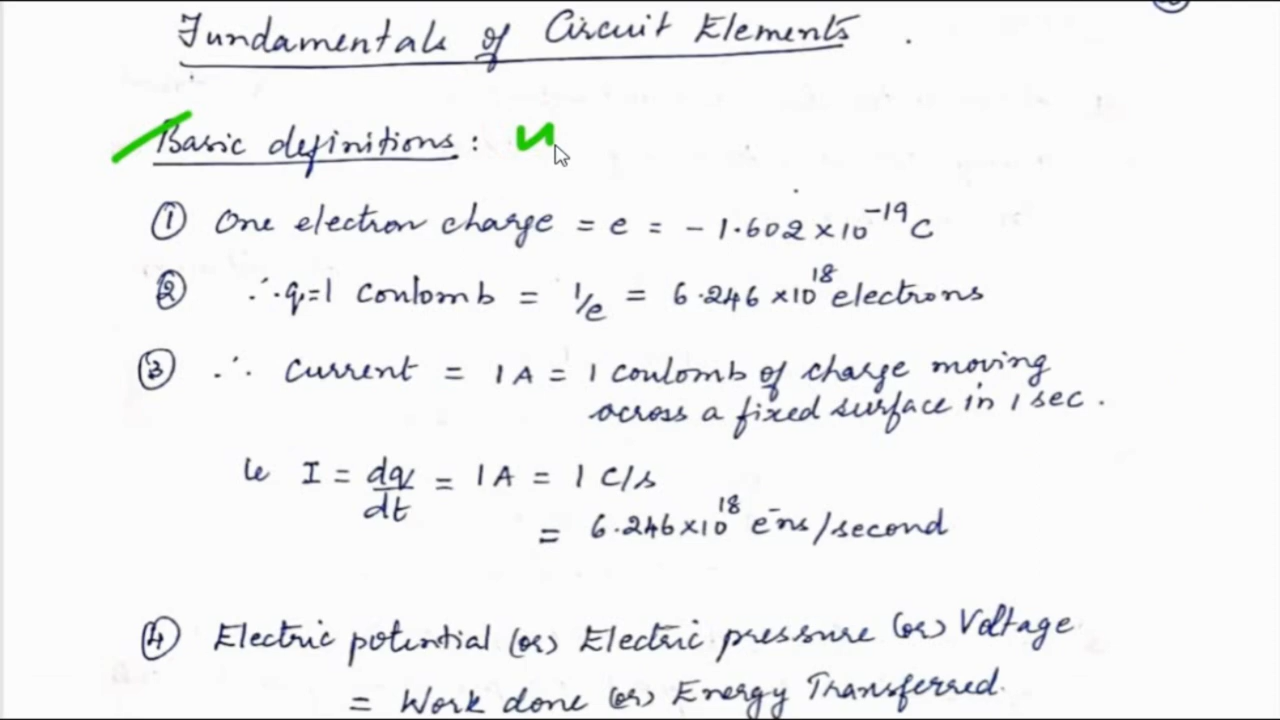 Fundamentals of Circuit Elements .
Basic definitions :
① One electron charge = e = - 1.602 ×10⁻¹⁹ C
② ∴ q=1 coulomb = 1/e = 6.246 ×10¹⁸ electrons
③ ∴ Current = 1 A = 1 coulomb of charge moving
across a fixed surface in 1 sec .
ie I = dq/dt = 1 A = 1 C/s
= 6.246×10¹⁸ e⁻ns/second
④ Electric potential (or) Electric pressure (or) Voltage
= Work done (or) Energy Transferred.